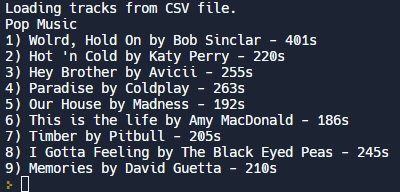 Loading tracks from CSV file.
Pop Music
1) Wolrd, Hold On by Bob Sinclar - 401s
2) Hot 'n Cold by Katy Perry - 220s
3) Hey Brother by Avicii - 255s
4) Paradise by Coldplay - 263s
5) Our House by Madness - 192s
6) This is the life by Amy MacDonald - 186s
7) Timber by Pitbull - 205s
8) I Gotta Feeling by The Black Eyed Peas - 245s
9) Memories by David Guetta - 210s
>